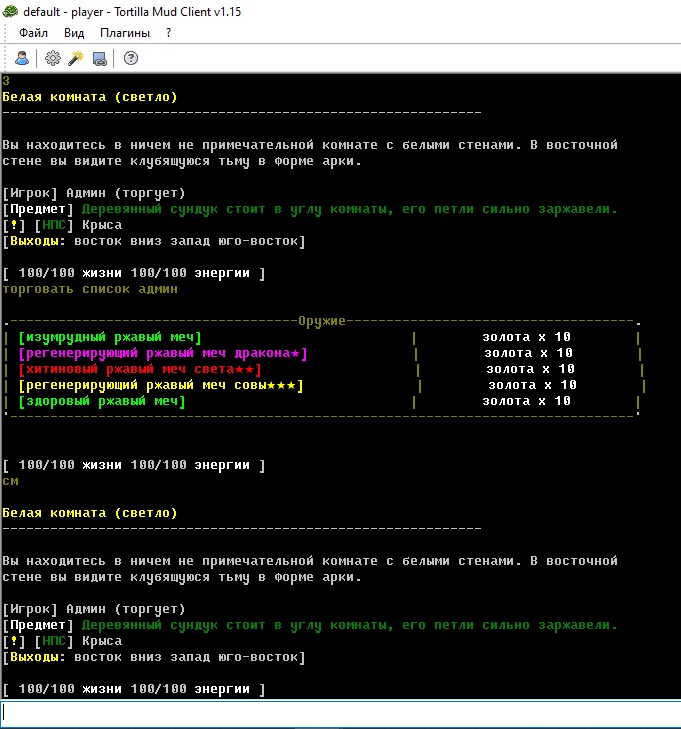 default - player - Tortilla Mud Client v1.15
Файл Вид Плагины ?
3
Белая комната (светло)
------------------------------------------------------------
Вы находитесь в ничем не примечательной комнате с белыми стенами. В восточной
стене вы видите клубящуюся тьму в форме арки.
[Игрок] Админ (торгует)
[Предмет] Деревянный сундук стоит в углу комнаты, его петли сильно заржавели.
[!] [НПС] Крыса
[Выходы: восток вниз запад юго-восток]
[ 100/100 жизни 100/100 энергии ]
торговать список админ
.------------------------------------Оружие------------------------------------.
| [изумрудный ржавый меч] | золота x 10 |
| [регенерирующий ржавый меч дракона★] | золота x 10 |
| [хитиновый ржавый меч света★★] | золота x 10 |
| [регенерирующий ржавый меч совы★★★] | золота x 10 |
| [здоровый ржавый меч] | золота x 10 |
'------------------------------------------------------------------------------'
[ 100/100 жизни 100/100 энергии ]
см
Белая комната (светло)
------------------------------------------------------------
Вы находитесь в ничем не примечательной комнате с белыми стенами. В восточной
стене вы видите клубящуюся тьму в форме арки.
[Игрок] Админ (торгует)
[Предмет] Деревянный сундук стоит в углу комнаты, его петли сильно заржавели.
[!] [НПС] Крыса
[Выходы: восток вниз запад юго-восток]
[ 100/100 жизни 100/100 энергии ]